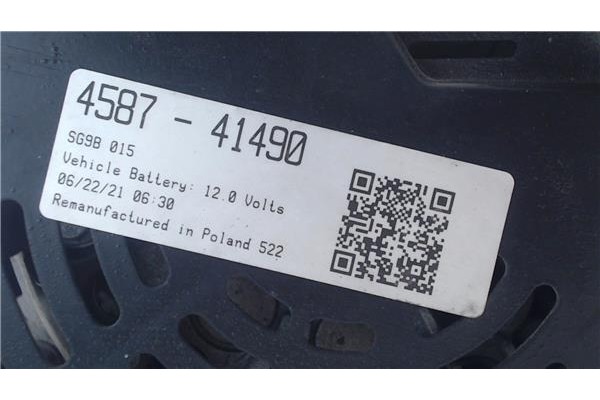 4587 - 41490
SG9B 015
Vehicle Battery: 12.0 Volts
06/22/21 06:30
Remanufactured in Poland 522